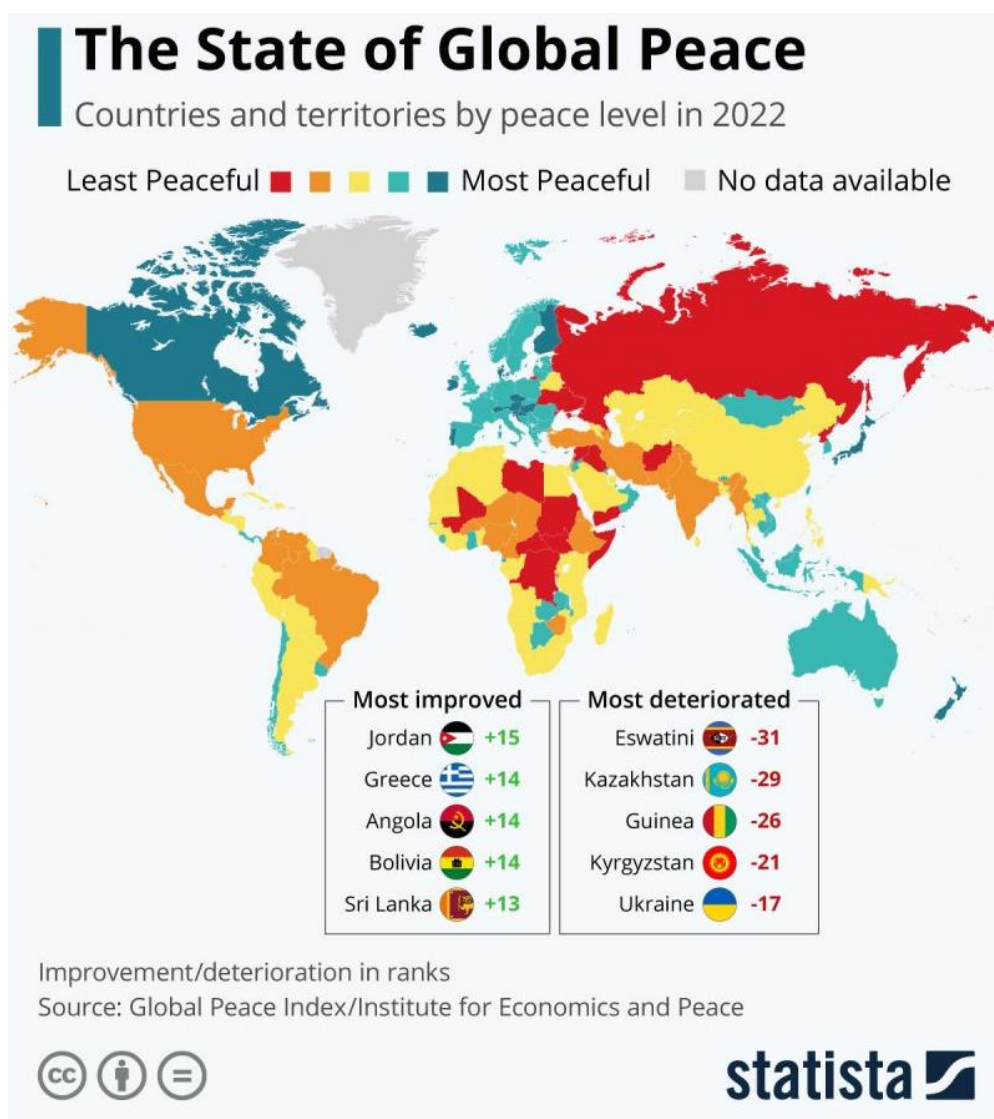 The State of Global Peace
Countries and territories by peace level in 2022
Least Peaceful Most Peaceful No data available
Most improved
Jordan +15
Greece +14
Angola +14
Bolivia +14
Sri Lanka +13
Most deteriorated
Eswatini -31
Kazakhstan -29
Guinea -26
Kyrgyzstan -21
Ukraine -17
Improvement/deterioration in ranks
Source: Global Peace Index/Institute for Economics and Peace
cc =
statista